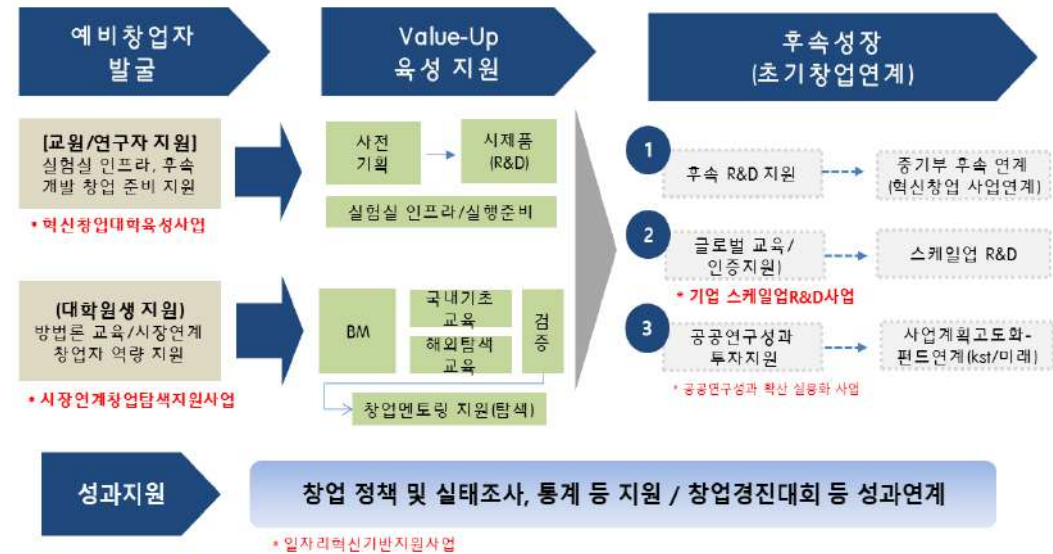 예비창업자
발굴
Value-Up
육성 지원
후속성장
(초기창업연계)
[교원/연구자 지원]
실험실 인프라, 후속
개발 창업 준비 지원
* 혁신창업대학육성사업
사전
기획
시제품
(R&D)
실험실 인프라/실행준비
(대학원생 지원)
방법론 교육/시장연계
창업자 역량 지원
* 시장연계창업탐색지원사업
BM
국내기초
교육
해외탐색
교육
검
증
창업멘토링 지원(탐색)
1
후속 R&D 지원
중기부 후속 연계
(혁신창업 사업연계)
2
글로벌 교육/
인증지원)
스케일업 R&D
* 기업 스케일업R&D사업
3
공공연구성과
투자지원
사업계획고도화-
펀드연계(kst/미래)
* 공공연구성과 확산 실용화 사업
성과지원
창업 정책 및 실태조사, 통계 등 지원 / 창업경진대회 등 성과연계
* 일자리혁신기반지원사업